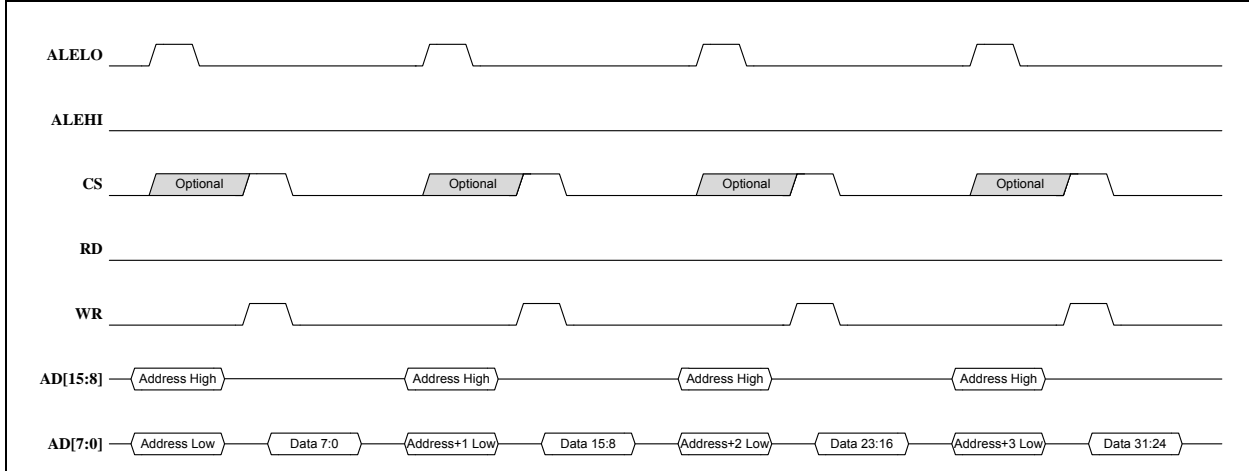 ALELO
ALEHI
CS Optional Optional Optional Optional
RD
WR
AD[15:8] Address High Address High Address High Address High
AD[7:0] Address Low Data 7:0 Address+1 Low Data 15:8 Address+2 Low Data 23:16 Address+3 Low Data 31:24